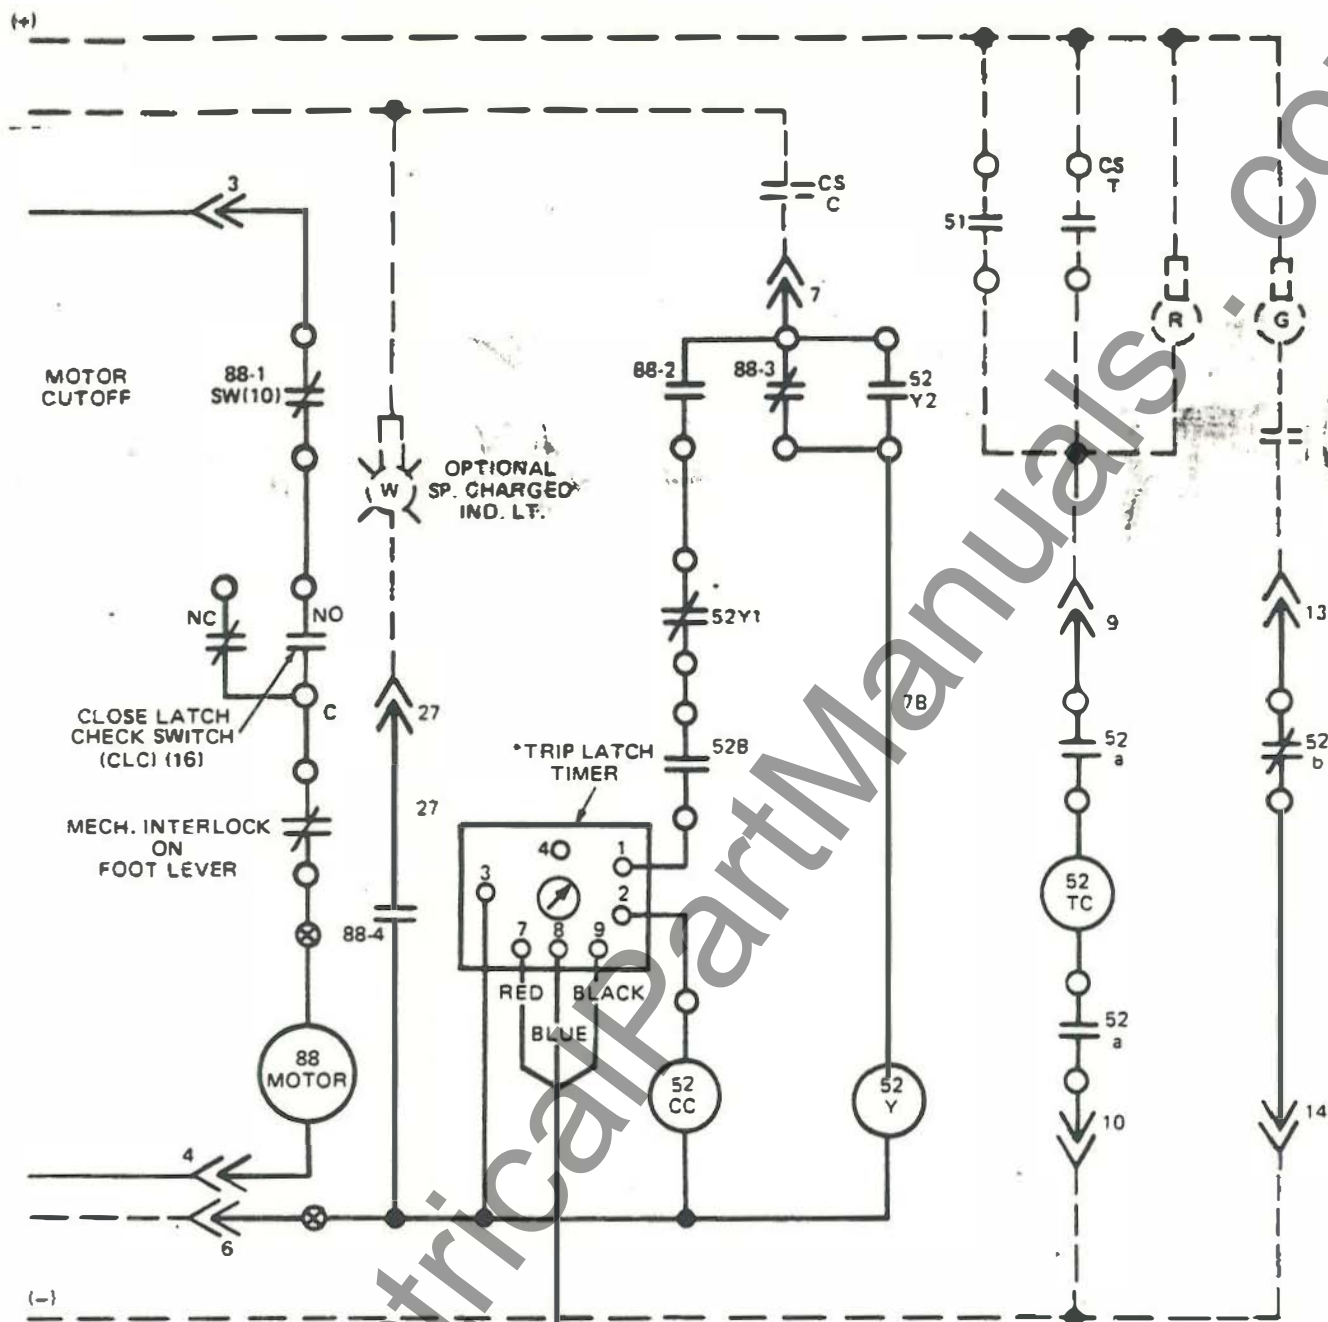 (+)
3
CS
C
CS
T
51
7
R
G
MOTOR
CUTOFF
88-1
SW(10)
88-2
88-3
52
Y2
W
OPTIONAL
SP. CHARGED*
IND. LT.
NC
NO
52Y1
9
13
C
27
7B
CLOSE LATCH
CHECK SWITCH
(CLC) (16)
*TRIP LATCH
TIMER
52B
52
a
52
b
27
MECH. INTERLOCK
ON
FOOT LEVER
4
1
3
2
52
TC
88-4
7
8
9
RED
BLACK
BLUE
52
a
88
MOTOR
52
CC
52
Y
10
14
4
6
(-)
tricalPartManuals . co